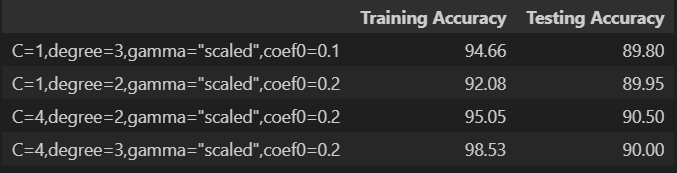 Training Accuracy Testing Accuracy
C=1,degree=3,gamma="scaled",coef0=0.1 94.66 89.80
C=1,degree=2,gamma="scaled",coef0=0.2 92.08 89.95
C=4,degree=2,gamma="scaled",coef0=0.2 95.05 90.50
C=4,degree=3,gamma="scaled",coef0=0.2 98.53 90.00